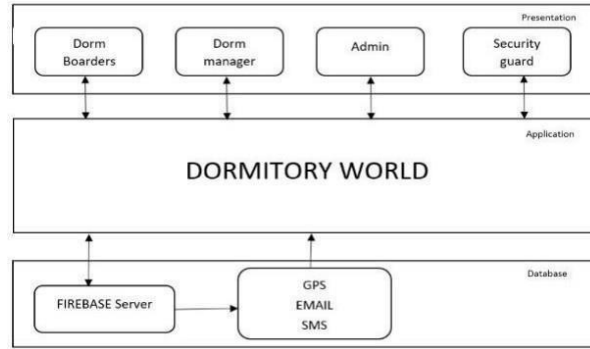 Presentation
Dorm
Boarders
Dorm
manager
Admin
Security
guard
Application
DORMITORY WORLD
Database
FIREBASE Server
GPS
EMAIL
SMS